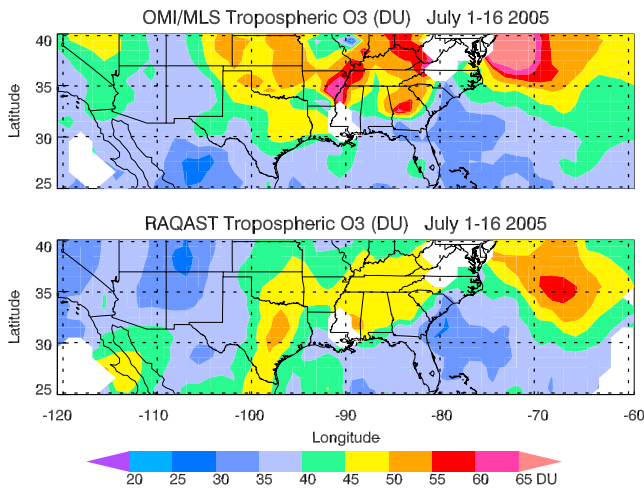 OMI/MLS Tropospheric O3 (DU) July 1-16 2005
40
35
30
25
Latitude
RAQAST Tropospheric O3 (DU) July 1-16 2005
40
35
30
25
Latitude
-120 -110 -100 -90 -80 -70 -60
Longitude
20 25 30 35 40 45 50 55 60 65 DU